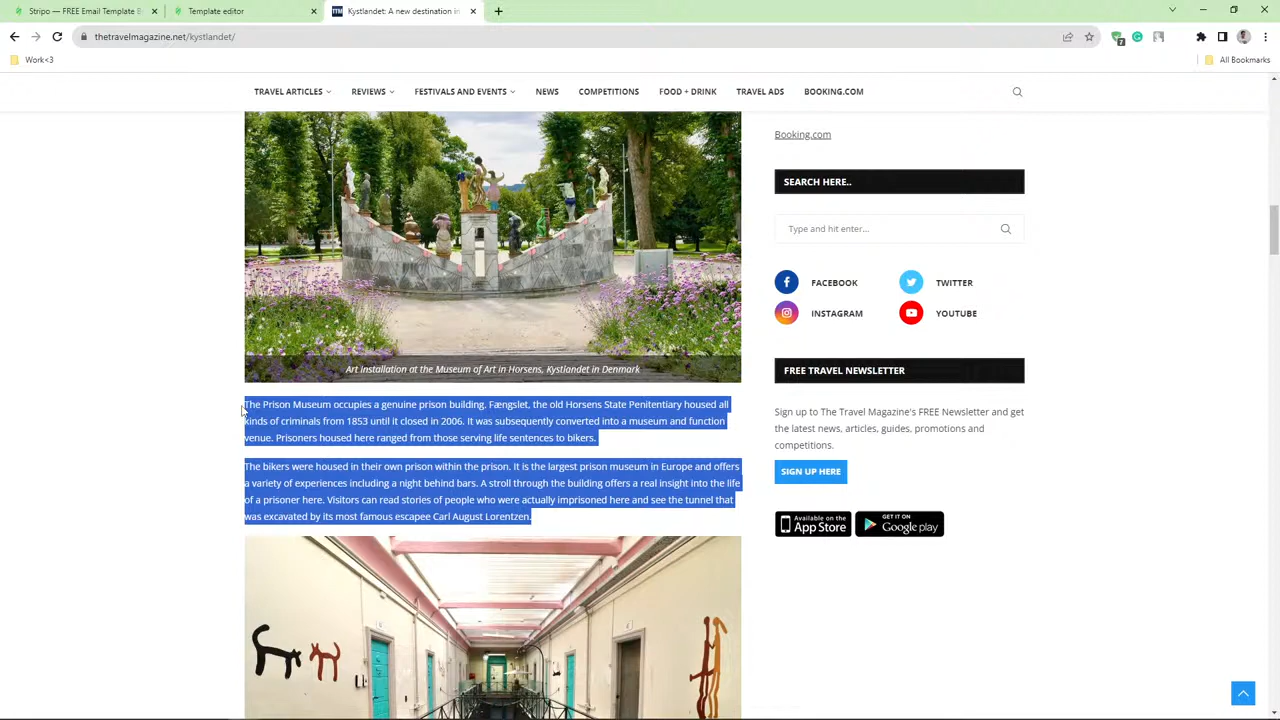 Stripo — FREE Email Template B
Template editor
Kystlandet: A new destination in
thetravelmagazine.net/kystlandet/
7
Work<3
All Bookmarks
TRAVEL ARTICLES
REVIEWS
FESTIVALS AND EVENTS
NEWS
COMPETITIONS
FOOD + DRINK
TRAVEL ADS
BOOKING.COM
Art Installation at the Museum of Art in Horsens, Kystlandet in Denmark
The Prison Museum occupies a genuine prison building. Fængslet, the old Horsens State Penitentiary housed all
kinds of criminals from 1853 until it closed in 2006. It was subsequently converted into a museum and function
venue. Prisoners housed here ranged from those serving life sentences to bikers.
The bikers were housed in their own prison within the prison. It is the largest prison museum in Europe and offers
a variety of experiences including a night behind bars. A stroll through the building offers a real insight into the life
of a prisoner here. Visitors can read stories of people who were actually imprisoned here and see the tunnel that
was excavated by its most famous escapee Carl August Lorentzen.
Booking.com
SEARCH HERE..
Type and hit enter...
FACEBOOK
TWITTER
INSTAGRAM
YOUTUBE
FREE TRAVEL NEWSLETTER
Sign up to The Travel Magazine's FREE Newsletter and get
the latest news, articles, guides, promotions and
competitions.
SIGN UP HERE
Available on the
App Store
GET IT ON
Google play